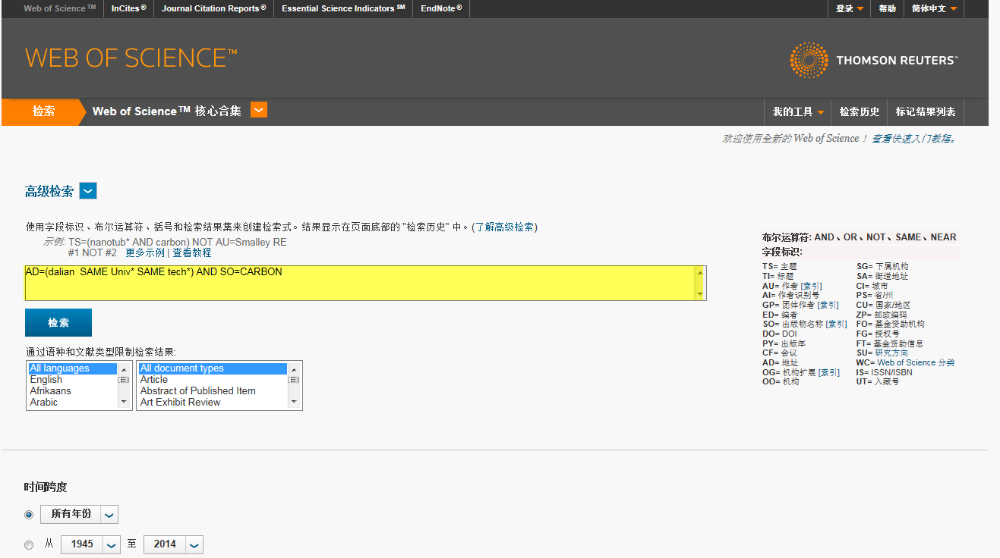 Web of Science™ InCites® Journal Citation Reports® Essential Science Indicators℠ EndNote® 登录 帮助 简体中文
WEB OF SCIENCE™
THOMSON REUTERS™
检索 Web of Science™ 核心合集 我的工具 检索历史 标记结果列表
欢迎使用全新的 Web of Science！ 查看快速入门教程。
高级检索
使用字段标识、布尔运算符、括号和检索结果集来创建检索式。结果显示在页面底部的 "检索历史" 中。(了解高级检索)
示例: TS=(nanotub* AND carbon) NOT AU=Smalley RE
#1 NOT #2 更多示例 | 查看教程
AD=(dalian  SAME Univ* SAME tech*) AND SO=CARBON
检索
通过语种和文献类型限制检索结果:
All languages
English
Afrikaans
Arabic
All document types
Article
Abstract of Published Item
Art Exhibit Review
布尔运算符: AND、OR、NOT、SAME、NEAR
字段标识:
TS= 主题
TI= 标题
AU= 作者 [索引]
AI= 作者识别号
GP= 团体作者 [索引]
ED= 编者
SO= 出版物名称 [索引]
DO= DOI
PY= 出版年
CF= 会议
AD= 地址
OG= 机构扩展 [索引]
OO= 机构
SG= 下属机构
SA= 街道地址
CI= 城市
PS= 省/州
CU= 国家/地区
ZP= 邮政编码
FO= 基金资助机构
FG= 授权号
FT= 基金资助信息
SU= 研究方向
WC= Web of Science 分类
IS= ISSN/ISBN
UT= 入藏号
时间跨度
所有年份
从 1945 至 2014